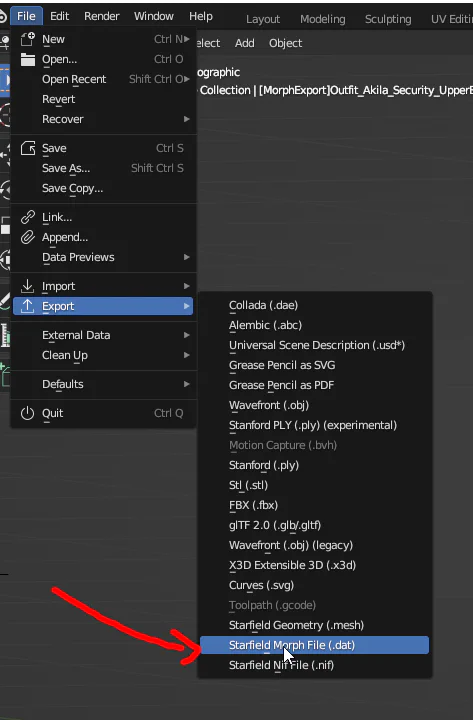 File Edit Render Window Help Layout Modeling Sculpting UV Editi
New Ctrl N
elect Add Object
Open... Ctrl O
ographic
Open Recent Shift Ctrl O
Collection | [MorphExport]Outfit_Akila_Security_UpperB
Revert
Recover
Save Ctrl S
Save As... Shift Ctrl S
Save Copy...
Link...
Append...
Data Previews
Import
Export
External Data
Clean Up
Defaults
Quit Ctrl Q
Collada (.dae)
Alembic (.abc)
Universal Scene Description (.usd*)
Grease Pencil as SVG
Grease Pencil as PDF
Wavefront (.obj)
Stanford PLY (.ply) (experimental)
Motion Capture (.bvh)
Stanford (.ply)
Stl (.stl)
FBX (.fbx)
glTF 2.0 (.glb/.gltf)
Wavefront (.obj) (legacy)
X3D Extensible 3D (.x3d)
Curves (.svg)
Toolpath (.gcode)
Starfield Geometry (.mesh)
Starfield Morph File (.dat)
Starfield Nif File (.nif)